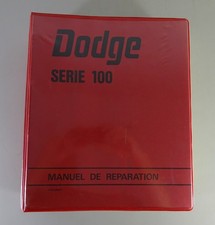 Dodge
SERIE 100
MANUEL DE REPARATION